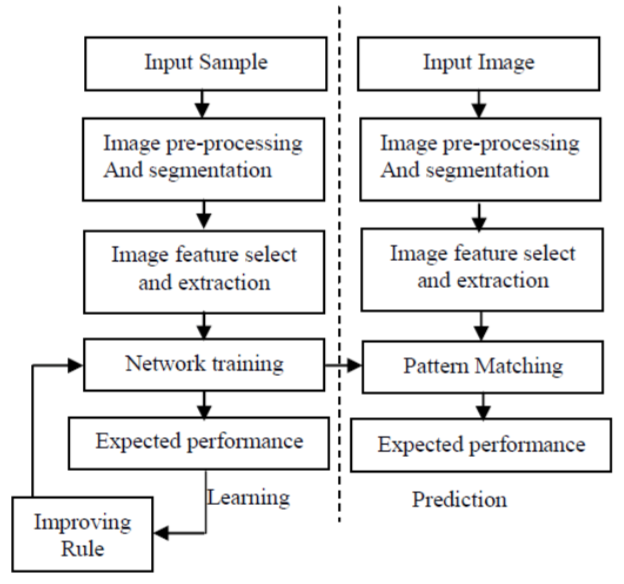 Input Sample
Image pre-processing
And segmentation
Image feature select
and extraction
Network training
Expected performance
Learning
Improving
Rule
Input Image
Image pre-processing
And segmentation
Image feature select
and extraction
Pattern Matching
Expected performance
Prediction